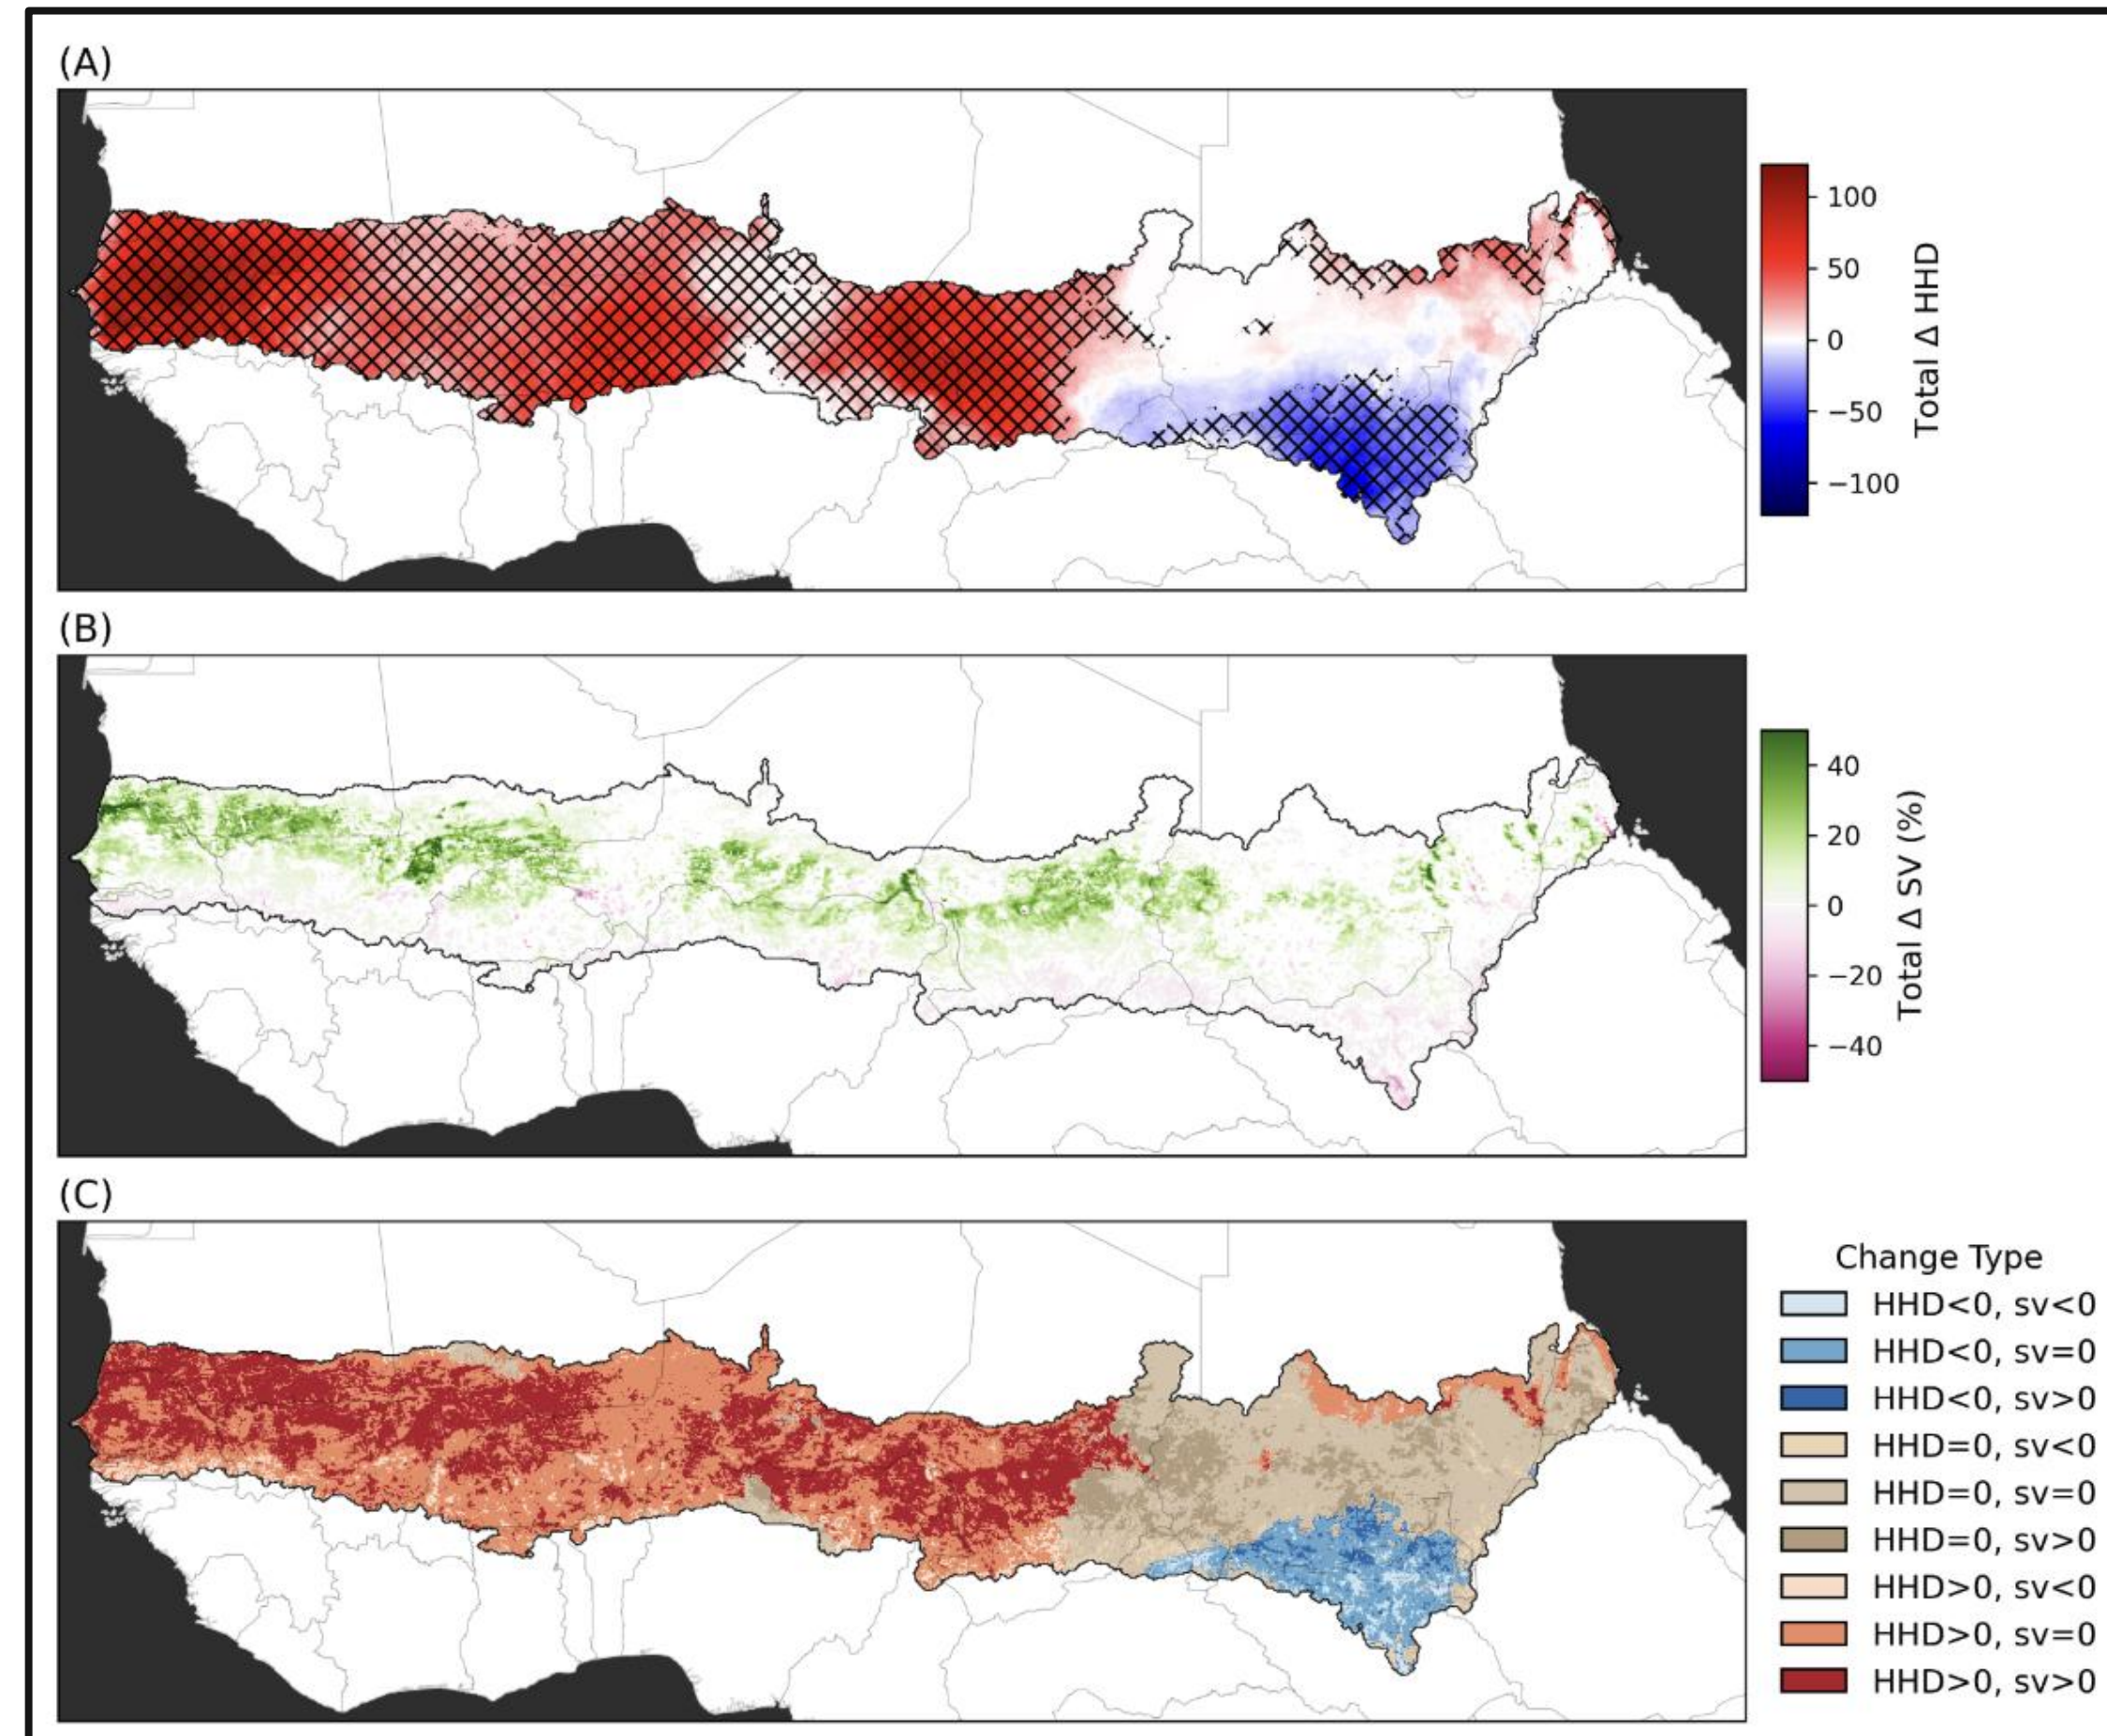 (A)
100
50
0
−50
−100
Total Δ HHD
(B)
40
20
0
−20
−40
Total Δ SV (%)
(C)
Change Type
HHD<0, sv<0
HHD<0, sv=0
HHD<0, sv>0
HHD=0, sv<0
HHD=0, sv=0
HHD=0, sv>0
HHD>0, sv<0
HHD>0, sv=0
HHD>0, sv>0